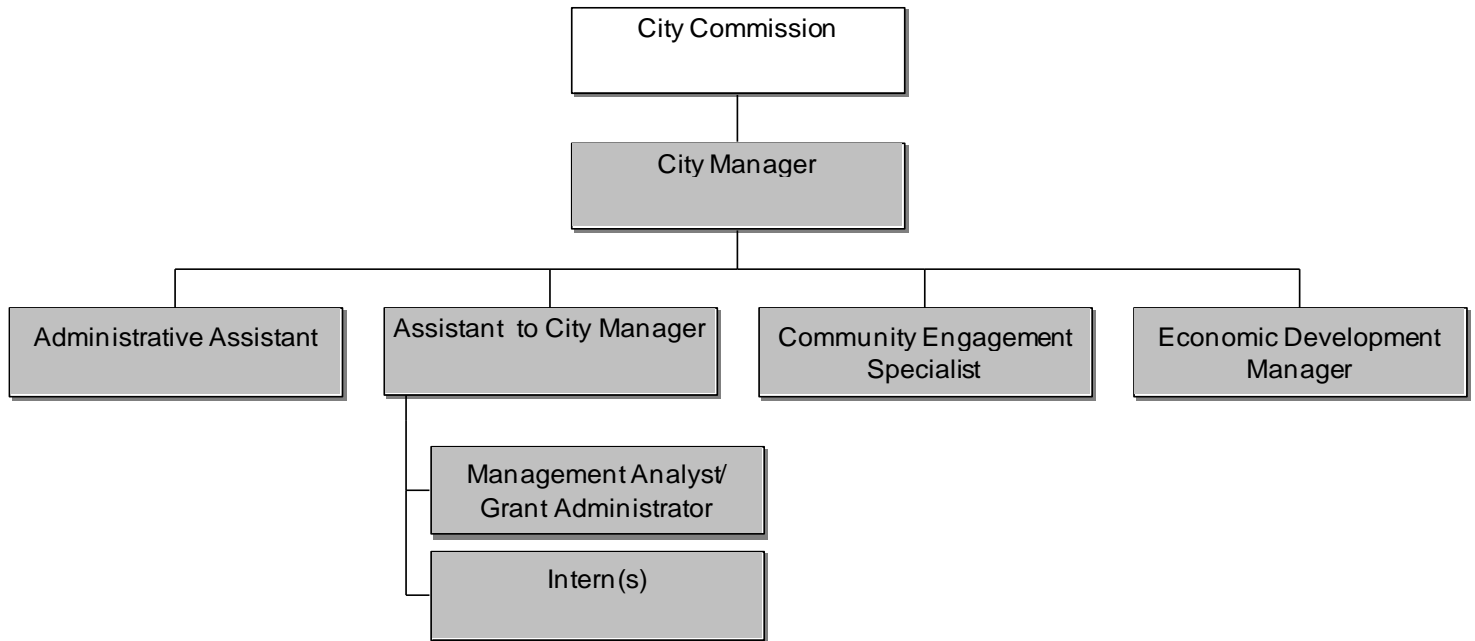 City Commission
City Manager
Administrative Assistant
Assistant to City Manager
Community Engagement
Specialist
Economic Development
Manager
Management Analyst/
Grant Administrator
Intern(s)